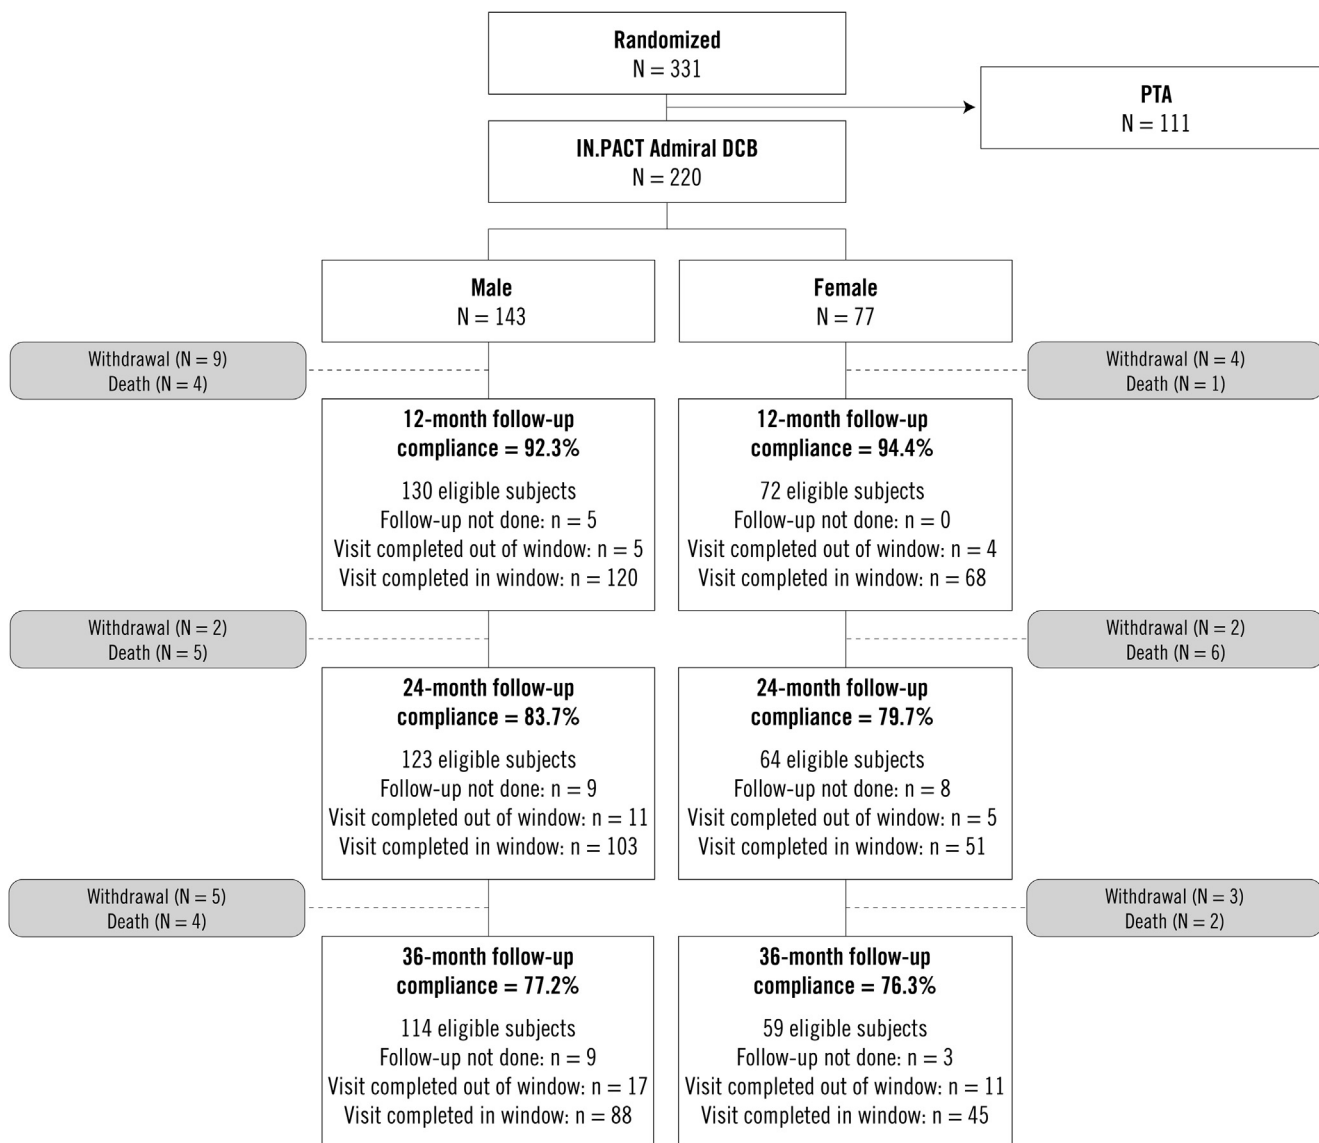 Randomized
N = 331
PTA
N = 111
IN.PACT Admiral DCB
N = 220
Male
N = 143
Female
N = 77
Withdrawal (N = 9)
Death (N = 4)
Withdrawal (N = 4)
Death (N = 1)
12-month follow-up
compliance = 92.3%
130 eligible subjects
Follow-up not done: n = 5
Visit completed out of window: n = 5
Visit completed in window: n = 120
12-month follow-up
compliance = 94.4%
72 eligible subjects
Follow-up not done: n = 0
Visit completed out of window: n = 4
Visit completed in window: n = 68
Withdrawal (N = 2)
Death (N = 5)
Withdrawal (N = 2)
Death (N = 6)
24-month follow-up
compliance = 83.7%
123 eligible subjects
Follow-up not done: n = 9
Visit completed out of window: n = 11
Visit completed in window: n = 103
24-month follow-up
compliance = 79.7%
64 eligible subjects
Follow-up not done: n = 8
Visit completed out of window: n = 5
Visit completed in window: n = 51
Withdrawal (N = 5)
Death (N = 4)
Withdrawal (N = 3)
Death (N = 2)
36-month follow-up
compliance = 77.2%
114 eligible subjects
Follow-up not done: n = 9
Visit completed out of window: n = 17
Visit completed in window: n = 88
36-month follow-up
compliance = 76.3%
59 eligible subjects
Follow-up not done: n = 3
Visit completed out of window: n = 11
Visit completed in window: n = 45